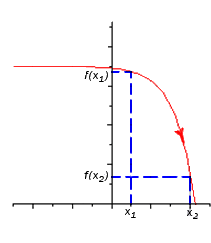 f(x₁)
f(x₂)
x₁
x₂